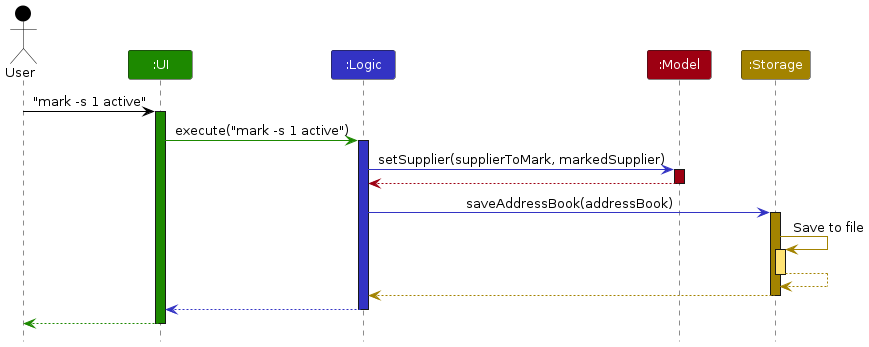 User
:UI
:Logic
:Model
:Storage
"mark -s 1 active"
execute("mark -s 1 active")
setSupplier(supplierToMark, markedSupplier)
saveAddressBook(addressBook)
Save to file